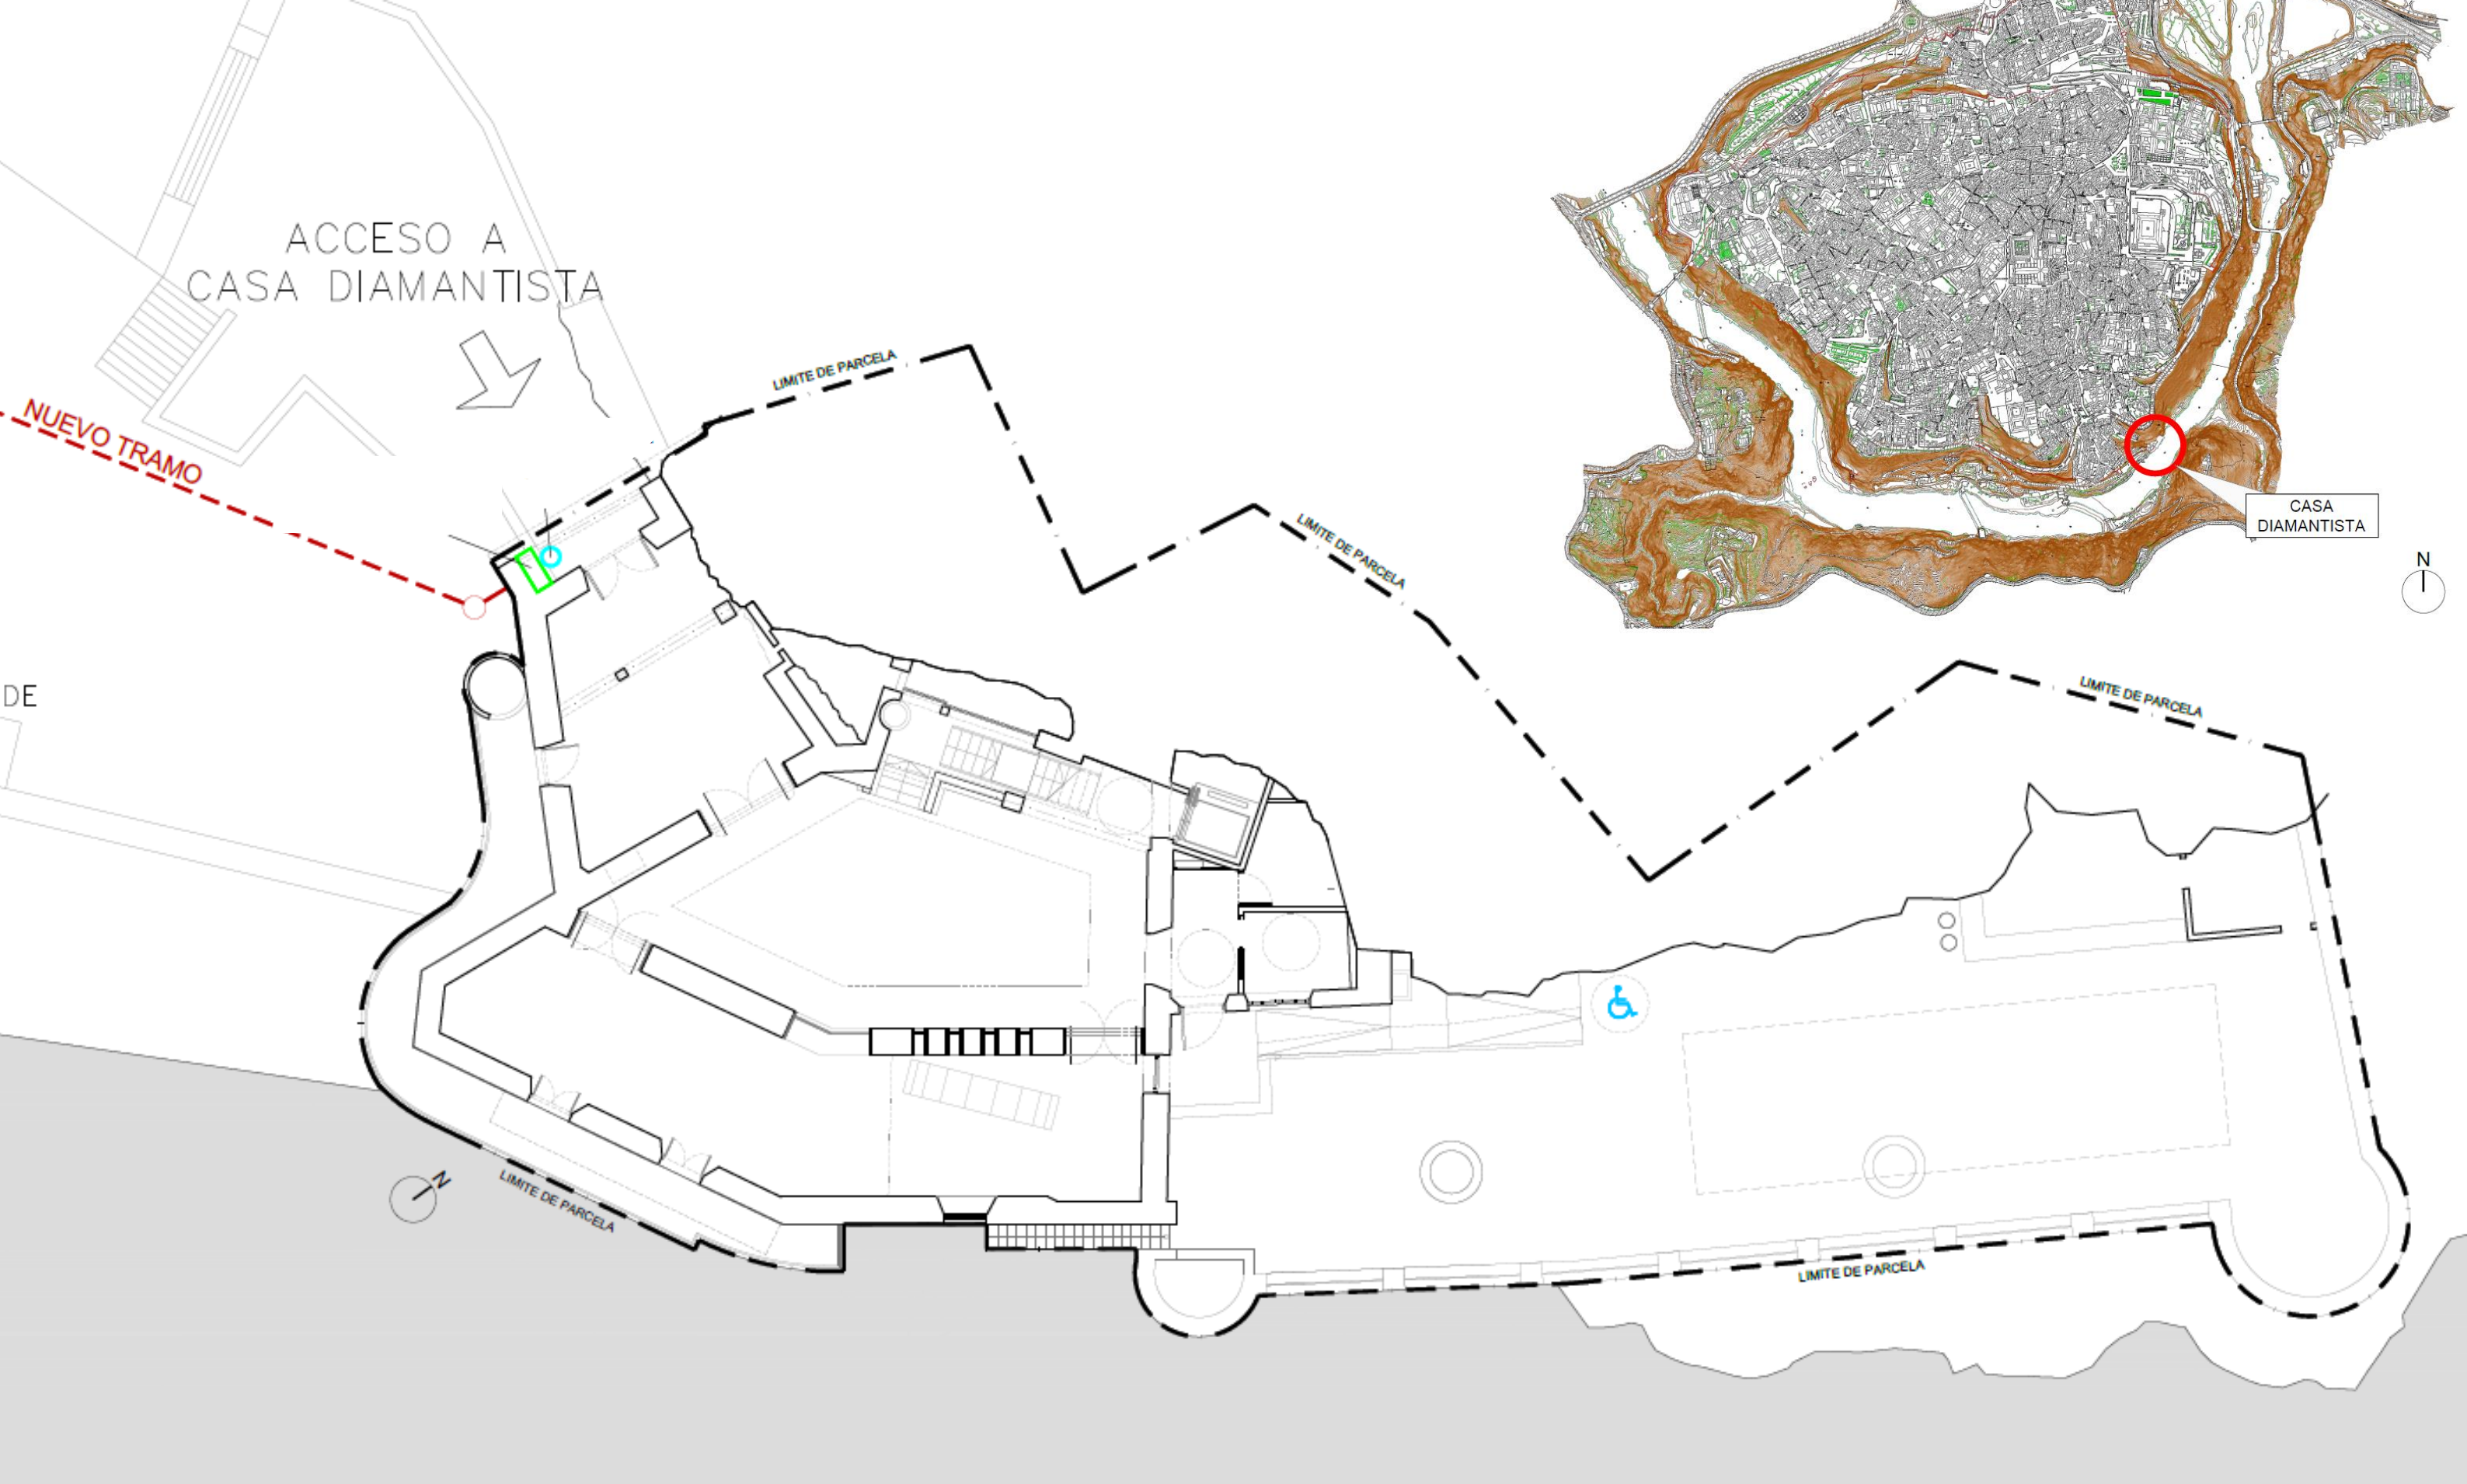 ACCESO A
CASA DIAMANTISTA
LIMITE DE PARCELA
NUEVO TRAMO
LIMITE DE PARCELA
CASA
DIAMANTISTA
N
LIMITE DE PARCELA
DE
N
LIMITE DE PARCELA
LIMITE DE PARCELA